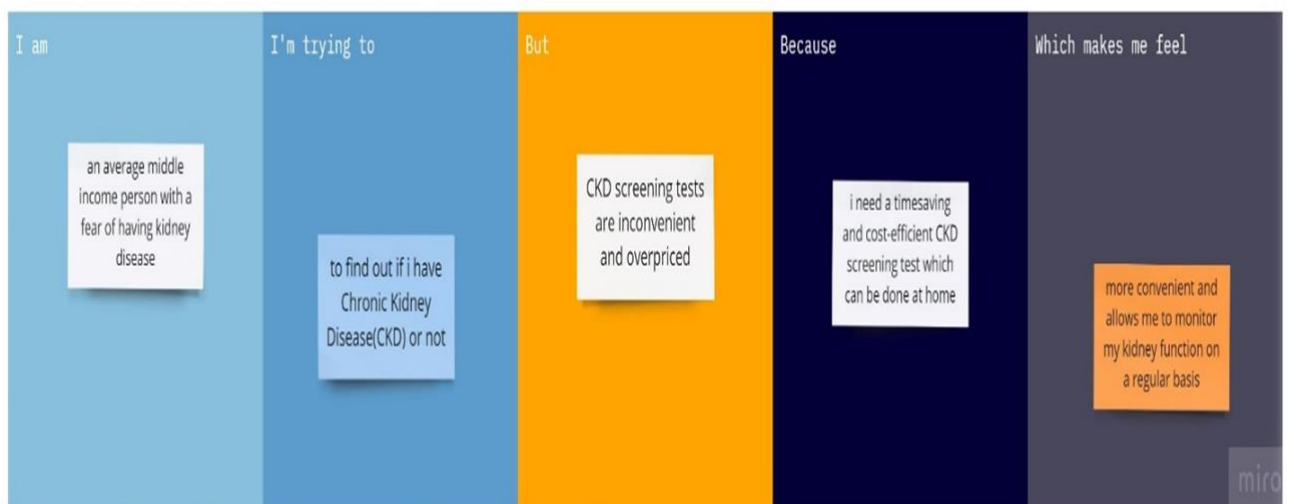 I am
an average middle
income person with a
fear of having kidney
disease
I'm trying to
to find out if i have
Chronic Kidney
Disease(CKD) or not
But
CKD screening tests
are inconvenient
and overpriced
Because
i need a timesaving
and cost-efficient CKD
screening test which
can be done at home
Which makes me feel
more convenient and
allows me to monitor
my kidney function on
a regular basis
miro